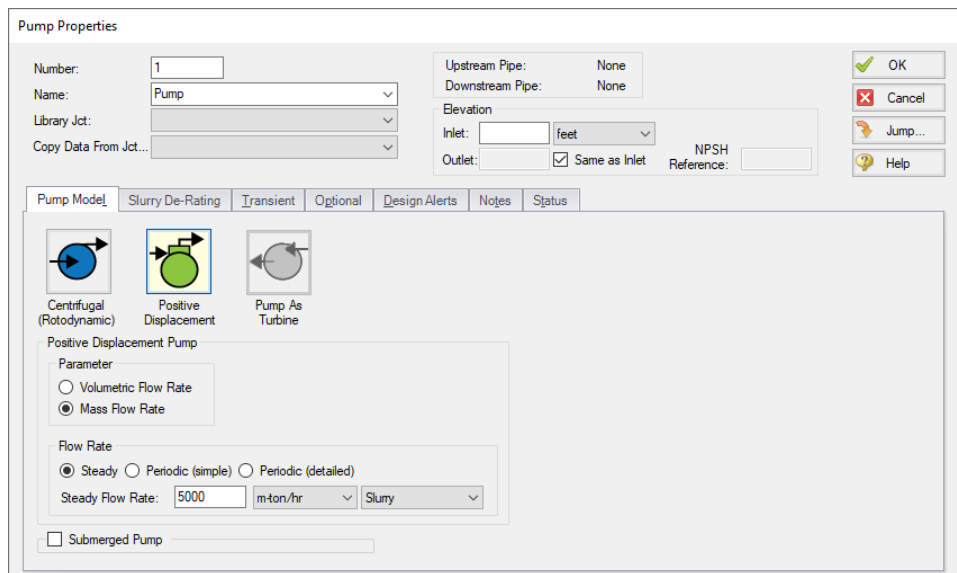 Pump Properties
Number: 1
Name: Pump
Library Jct:
Copy Data From Jct...
Upstream Pipe: None
Downstream Pipe: None
Elevation
Inlet: feet
Outlet: Same as Inlet
NPSH
Reference:
OK
Cancel
Jump...
Help
Pump Model
Slurry De-Rating
Transient
Optional
Design Alerts
Notes
Status
Centrifugal
(Rotodynamic)
Positive
Displacement
Pump As
Turbine
Positive Displacement Pump
Parameter
Volumetric Flow Rate
Mass Flow Rate
Flow Rate
Steady Periodic (simple) Periodic (detailed)
Steady Flow Rate: 5000 m-ton/hr Slurry
Submerged Pump